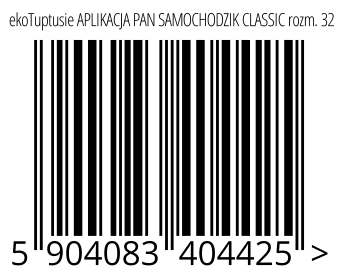 ekoTuptusie APLIKACJA PAN SAMOCHODZIK CLASSIC rozm. 32
5 904083 404425 >